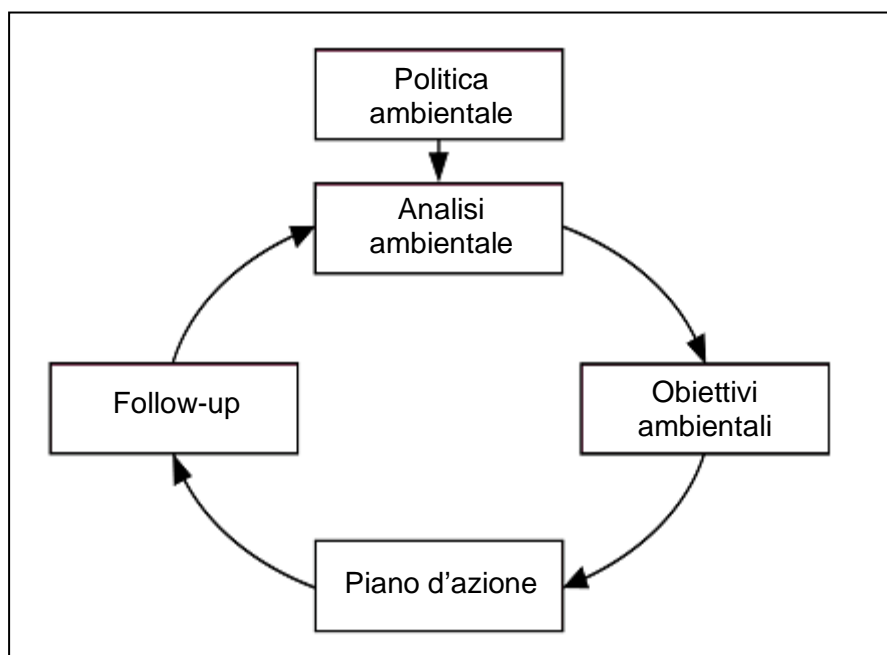 Politica
ambientale
Analisi
ambientale
Follow-up
Obiettivi
ambientali
Piano d’azione